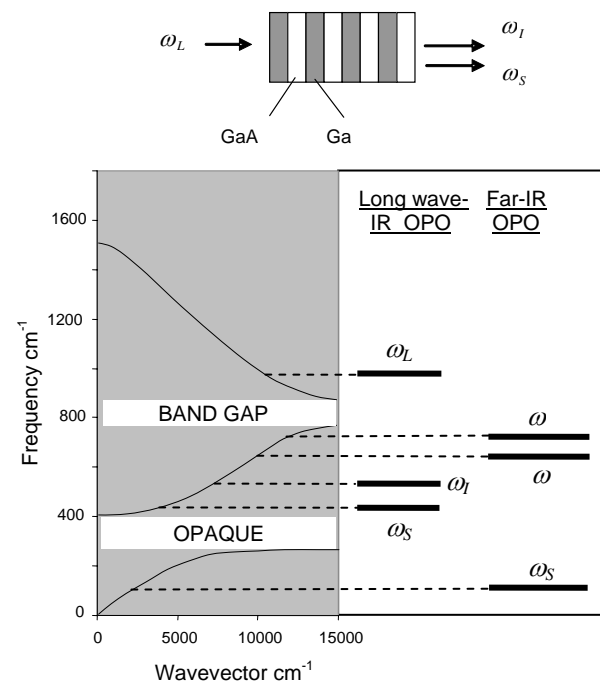 ω_L
ω_I
ω_S
GaA
Ga
Long wave-
IR OPO
Far-IR
OPO
1600
1200
800
400
0
Frequency cm⁻¹
BAND GAP
OPAQUE
ω_L
ω
ω
ω_I
ω_S
ω_S
0
5000
10000
15000
Wavevector cm⁻¹